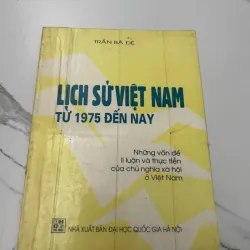 TRẦN BÁ ĐỆ
LỊCH SỬ VIỆT NAM
TỪ 1975 ĐẾN NAY
Những vấn đề
lí luận và thực tiễn
của chủ nghĩa xã hội
ở Việt Nam
NHÀ XUẤT BẢN ĐẠI HỌC QUỐC GIA HÀ NỘI